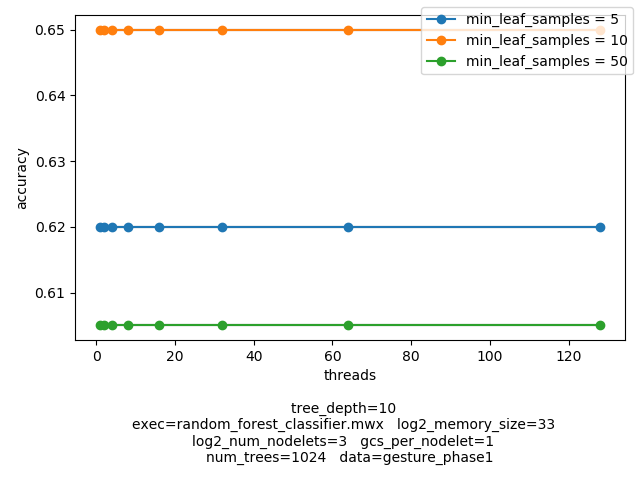 min_leaf_samples = 5
min_leaf_samples = 10
min_leaf_samples = 50
0.65
0.64
0.63
0.62
0.61
accuracy
0 20 40 60 80 100 120
threads
tree_depth=10
exec=random_forest_classifier.mwx log2_memory_size=33
log2_num_nodelets=3 gcs_per_nodelet=1
num_trees=1024 data=gesture_phase1